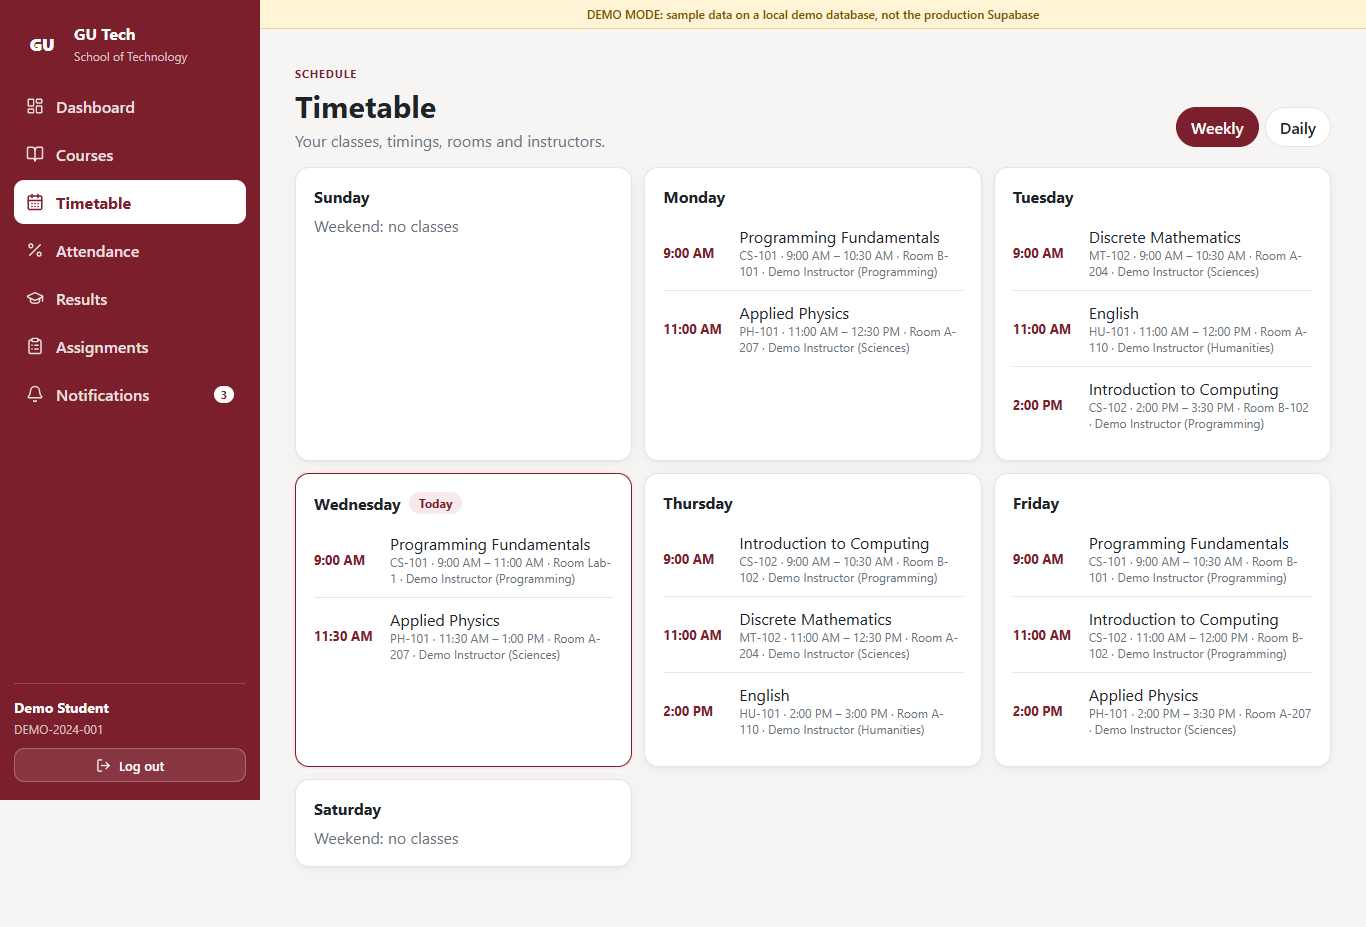 DEMO MODE: sample data on a local demo database, not the production Supabase
GU
GU Tech
School of Technology
Dashboard
Courses
Timetable
Attendance
Results
Assignments
Notifications
3
Demo Student
DEMO-2024-001
Log out
SCHEDULE
Timetable
Your classes, timings, rooms and instructors.
Weekly
Daily
Sunday
Weekend: no classes
Monday
9:00 AM
Programming Fundamentals
CS-101 · 9:00 AM – 10:30 AM · Room B-
101 · Demo Instructor (Programming)
11:00 AM
Applied Physics
PH-101 · 11:00 AM – 12:30 PM · Room A-
207 · Demo Instructor (Sciences)
Tuesday
9:00 AM
Discrete Mathematics
MT-102 · 9:00 AM – 10:30 AM · Room A-
204 · Demo Instructor (Sciences)
11:00 AM
English
HU-101 · 11:00 AM – 12:00 PM · Room A-
110 · Demo Instructor (Humanities)
2:00 PM
Introduction to Computing
CS-102 · 2:00 PM – 3:30 PM · Room B-102
· Demo Instructor (Programming)
Wednesday
Today
9:00 AM
Programming Fundamentals
CS-101 · 9:00 AM – 11:00 AM · Room Lab-
1 · Demo Instructor (Programming)
11:30 AM
Applied Physics
PH-101 · 11:30 AM – 1:00 PM · Room A-
207 · Demo Instructor (Sciences)
Thursday
9:00 AM
Introduction to Computing
CS-102 · 9:00 AM – 10:30 AM · Room B-
102 · Demo Instructor (Programming)
11:00 AM
Discrete Mathematics
MT-102 · 11:00 AM – 12:30 PM · Room A-
204 · Demo Instructor (Sciences)
2:00 PM
English
HU-101 · 2:00 PM – 3:00 PM · Room A-
110 · Demo Instructor (Humanities)
Friday
9:00 AM
Programming Fundamentals
CS-101 · 9:00 AM – 10:30 AM · Room B-
101 · Demo Instructor (Programming)
11:00 AM
Introduction to Computing
CS-102 · 11:00 AM – 12:00 PM · Room B-
102 · Demo Instructor (Programming)
2:00 PM
Applied Physics
PH-101 · 2:00 PM – 3:30 PM · Room A-207
· Demo Instructor (Sciences)
Saturday
Weekend: no classes